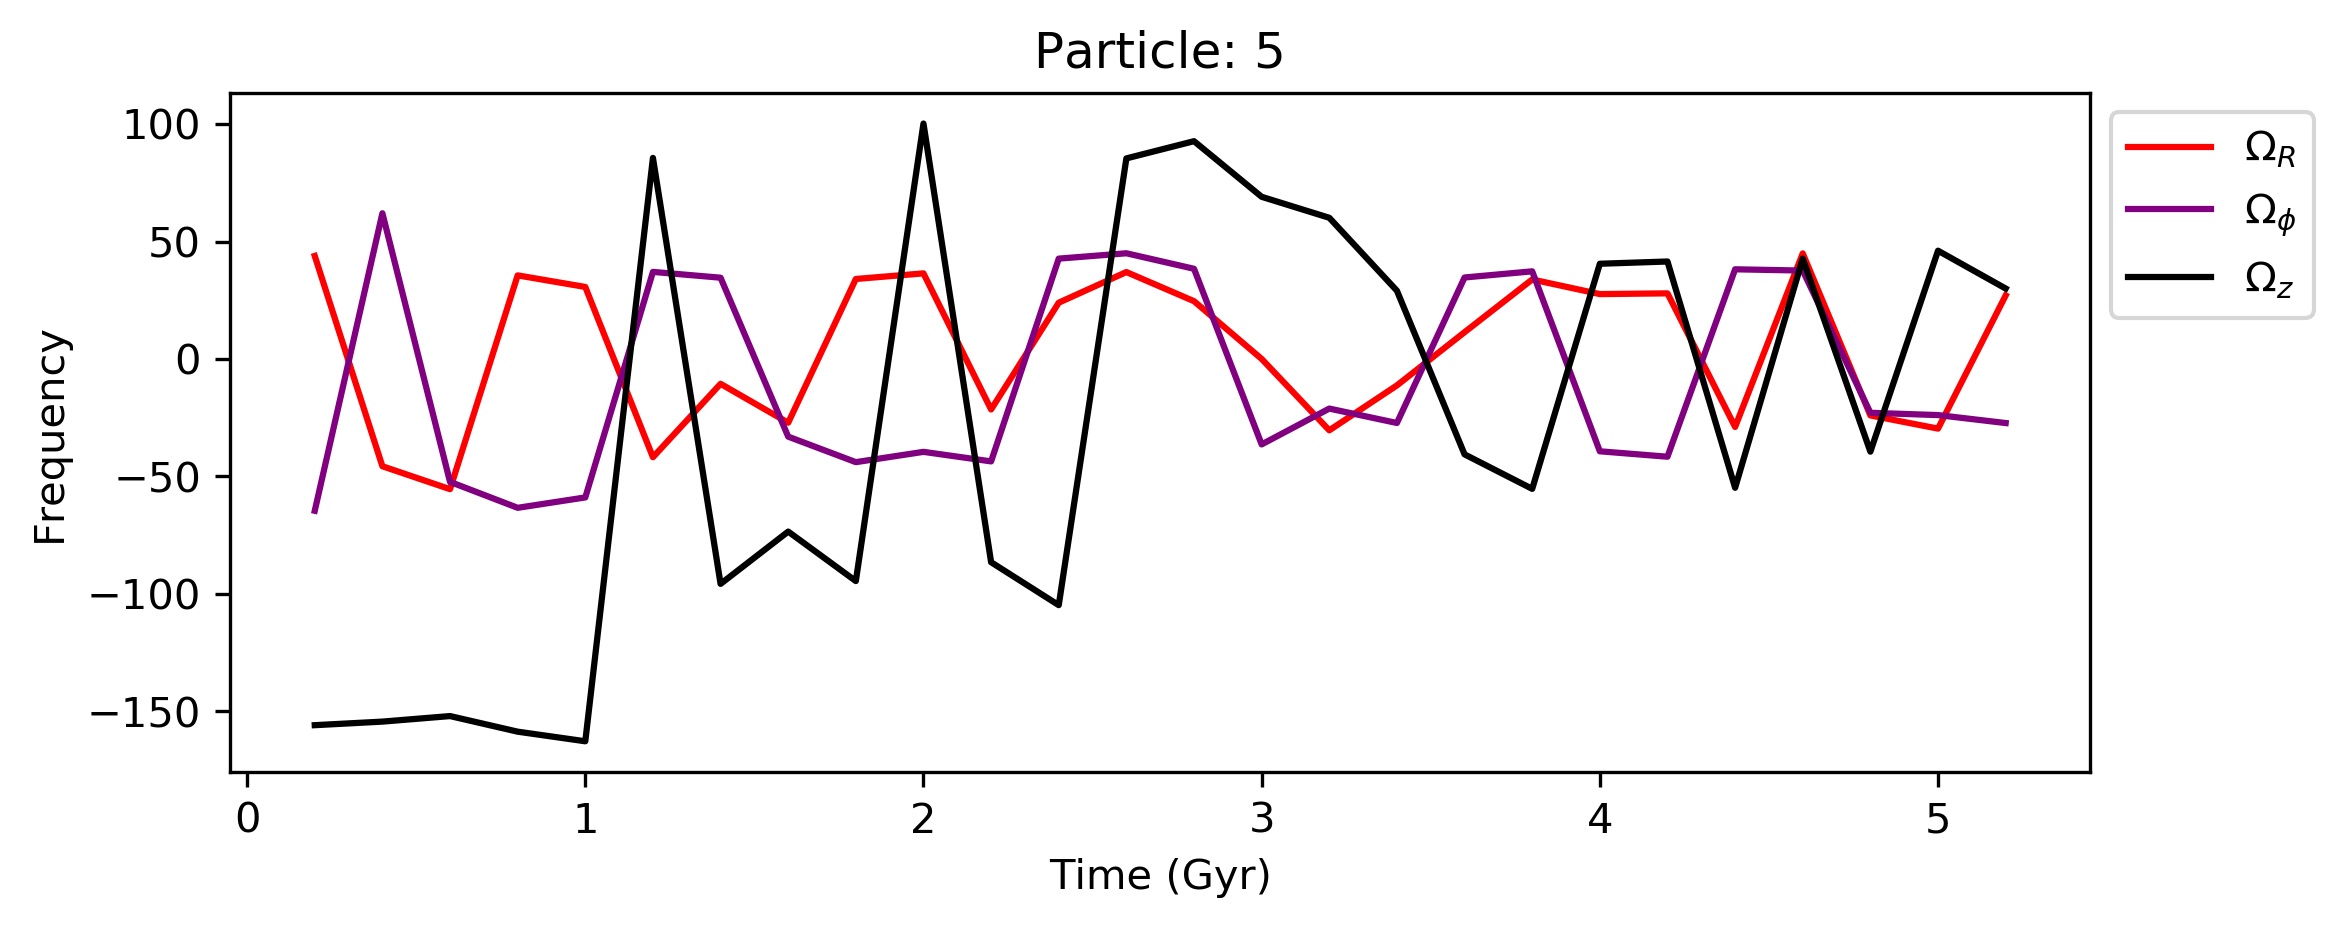 Particle: 5
100
50
0
−50
−100
−150
Frequency
0 1 2 3 4 5
Time (Gyr)
Ω_R
Ω_ϕ
Ω_z